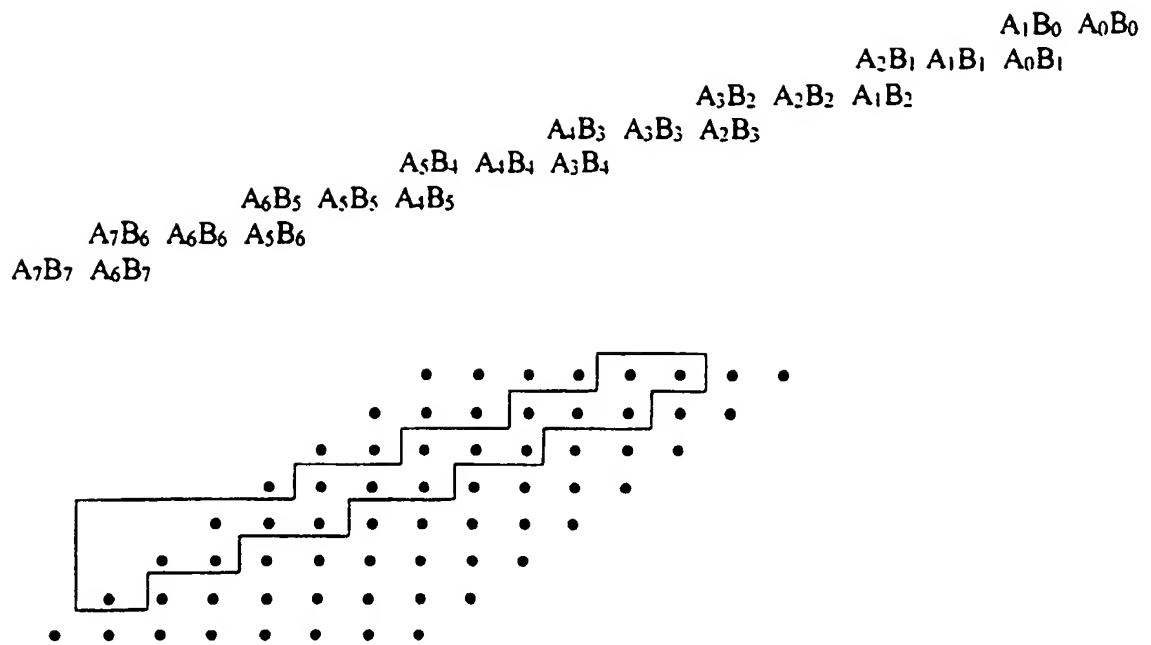 A₁B₀ A₀B₀
A₂B₁ A₁B₁ A₀B₁
A₃B₂ A₂B₂ A₁B₂
A₄B₃ A₃B₃ A₂B₃
A₅B₄ A₄B₄ A₃B₄
A₆B₅ A₅B₅ A₄B₅
A₇B₆ A₆B₆ A₅B₆
A₇B₇ A₆B₇